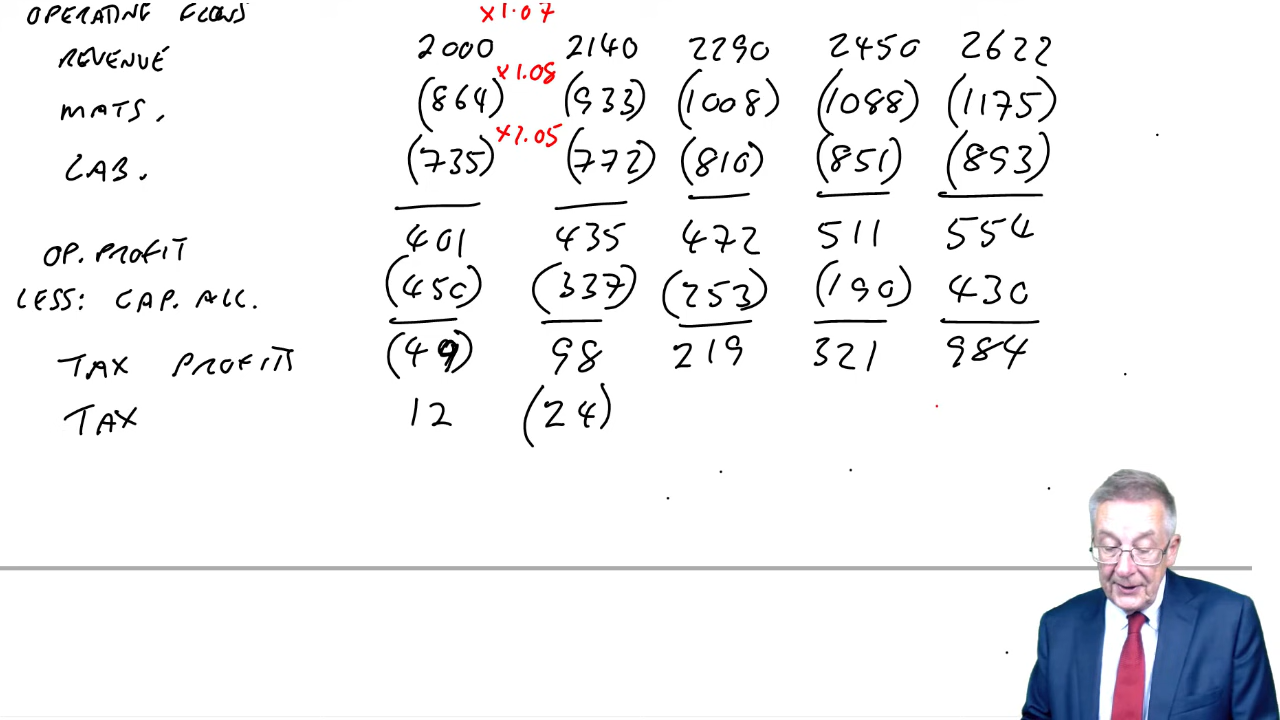 OPERATING FLOWS
×1.07
REVENUE 2000 2140 2290 2450 2622
×1.08
MATS. (864) (933) (1008) (1088) (1175)
×1.05
LAB. (735) (772) (810) (851) (893)
OP. PROFIT 401 435 472 511 554
LESS: CAP. ALL. (450) (337) (253) (190) 430
TAX PROFITS (49) 98 219 321 984
TAX 12 (24)